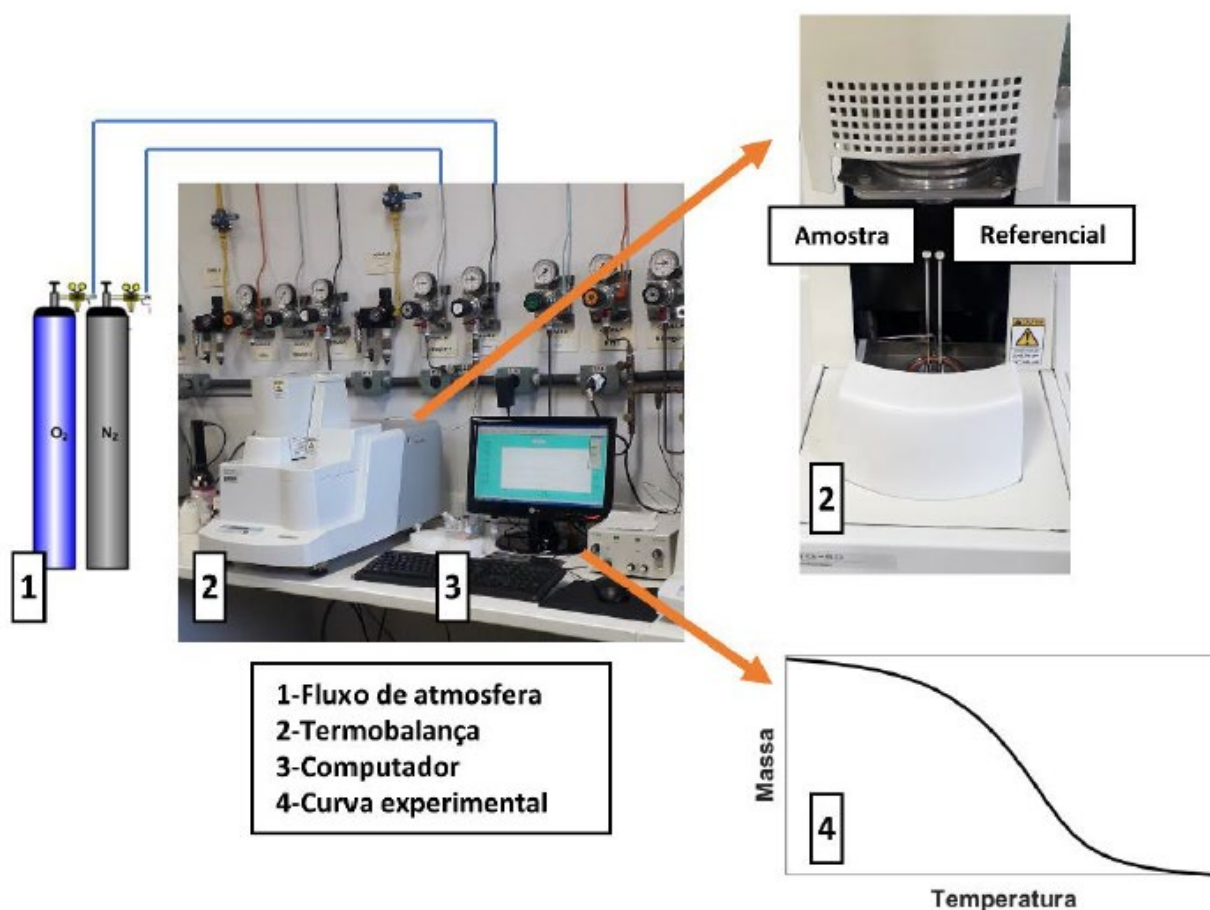 Amostra
Referencial
O₂
N₂
1
2
3
2
CAUTION
1-Fluxo de atmosfera
2-Termobalança
3-Computador
4-Curva experimental
Massa
4
Temperatura